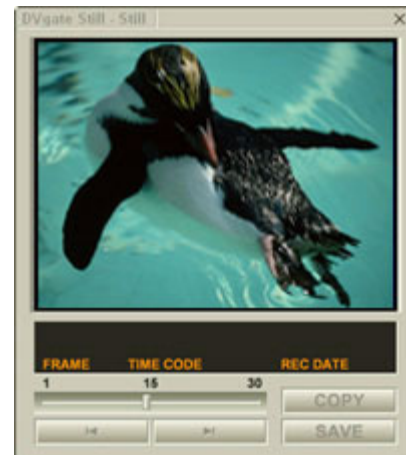 DVgate Still - Still
FRAME TIME CODE REC DATE
1 15 30
COPY
SAVE